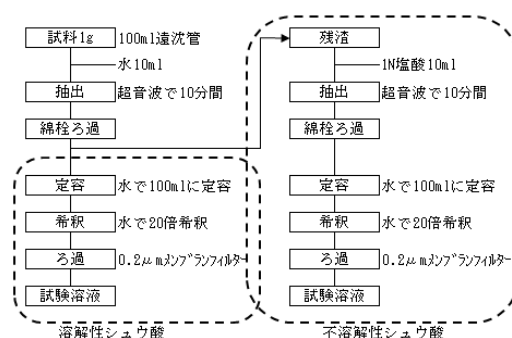 試料1g 100ml遠沈管
水10ml
抽出 超音波で10分間
綿栓ろ過
定容 水で100mlに定容
希釈 水で20倍希釈
ろ過 0.2μmメンブランフィルター
試験溶液
溶解性シュウ酸
残渣
1N塩酸10ml
抽出 超音波で10分間
綿栓ろ過
定容 水で100mlに定容
希釈 水で20倍希釈
ろ過 0.2μmメンブランフィルター
試験溶液
不溶解性シュウ酸